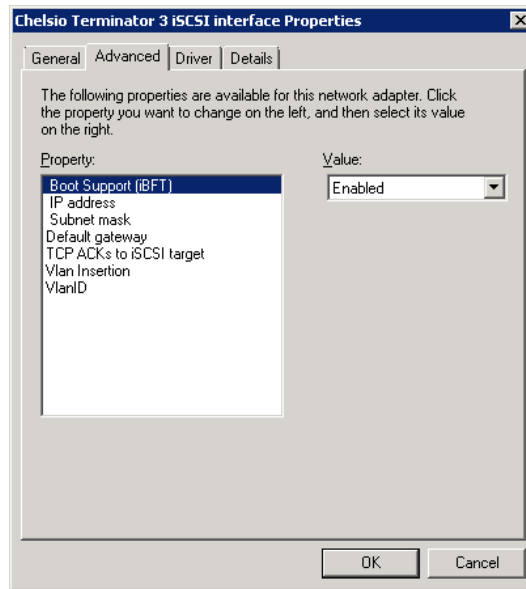 Chelsio Terminator 3 iSCSI interface Properties
General Advanced Driver Details
The following properties are available for this network adapter. Click
the property you want to change on the left, and then select its value
on the right.
Property: Value:
Boot Support (iBFT) Enabled
IP address
Subnet mask
Default gateway
TCP ACKs to iSCSI target
Vlan Insertion
VlanID
OK Cancel